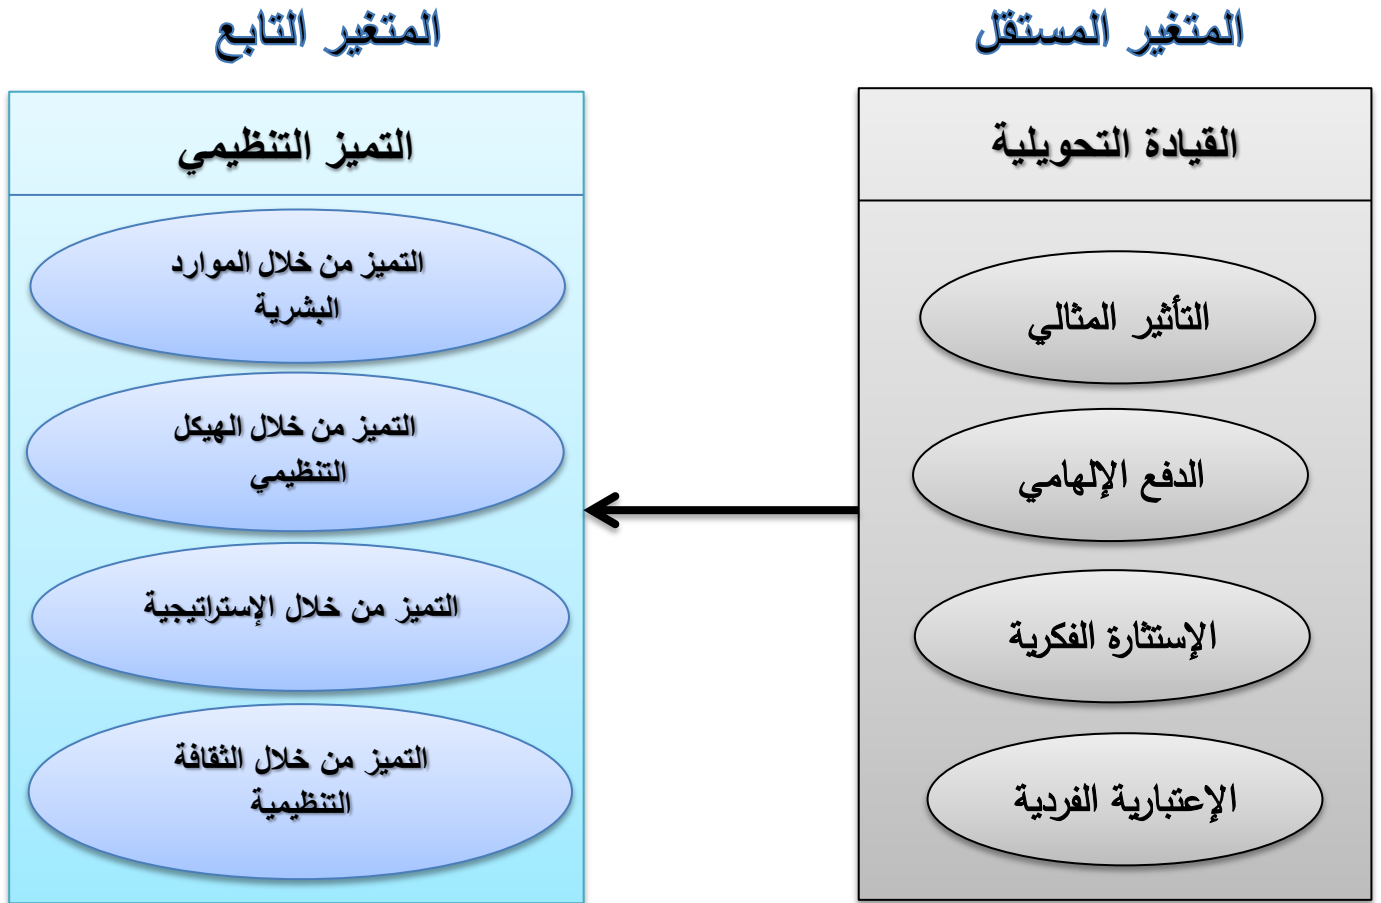 المتغير المستقل
المتغير التابع
القيادة التحويلية
التأثير المثالي
الدفع الإلهامي
الإستثارة الفكرية
الإعتبارية الفردية
التميز التنظيمي
التميز من خلال الموارد
البشرية
التميز من خلال الهيكل
التنظيمي
التميز من خلال الإستراتيجية
التميز من خلال الثقافة
التنظيمية